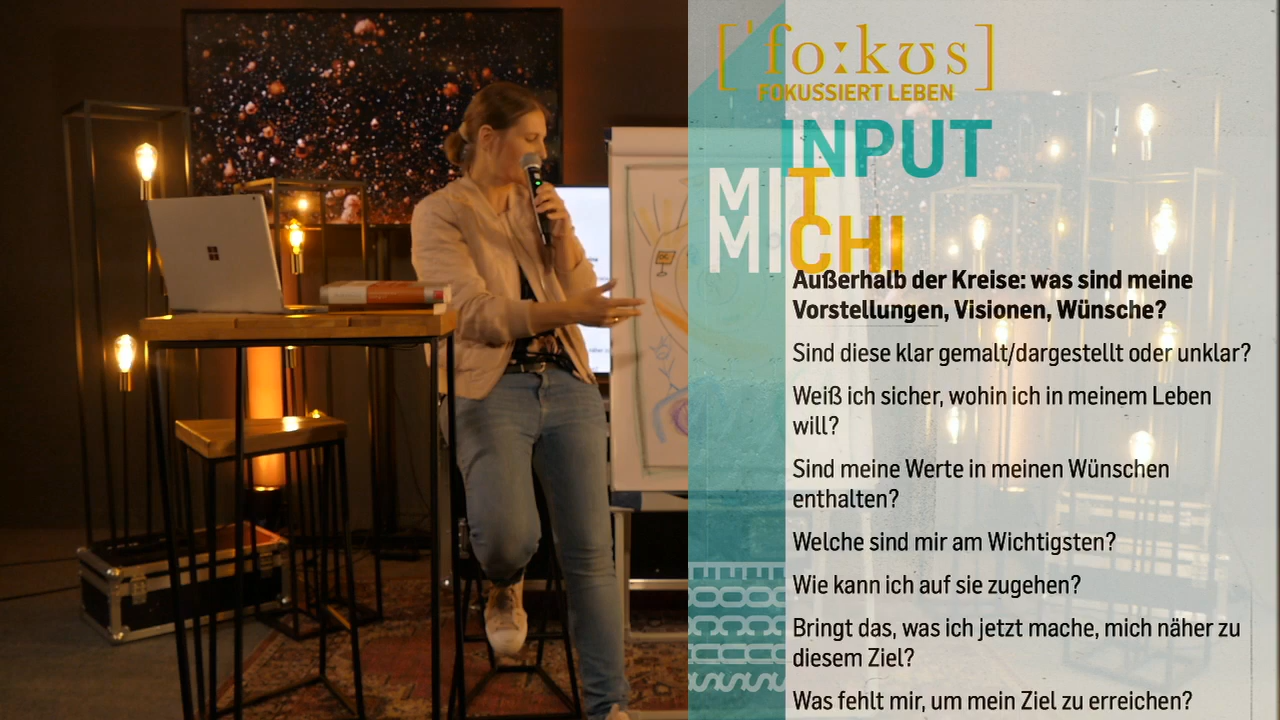 [ˈfoːkʊs]
FOKUSSIERT LEBEN
INPUT
MIT
MICHI
Außerhalb der Kreise: was sind meine
Vorstellungen, Visionen, Wünsche?
Sind diese klar gemalt/dargestellt oder unklar?
Weiß ich sicher, wohin ich in meinem Leben
will?
Sind meine Werte in meinen Wünschen
enthalten?
Welche sind mir am Wichtigsten?
Wie kann ich auf sie zugehen?
Bringt das, was ich jetzt mache, mich näher zu
diesem Ziel?
Was fehlt mir, um mein Ziel zu erreichen?